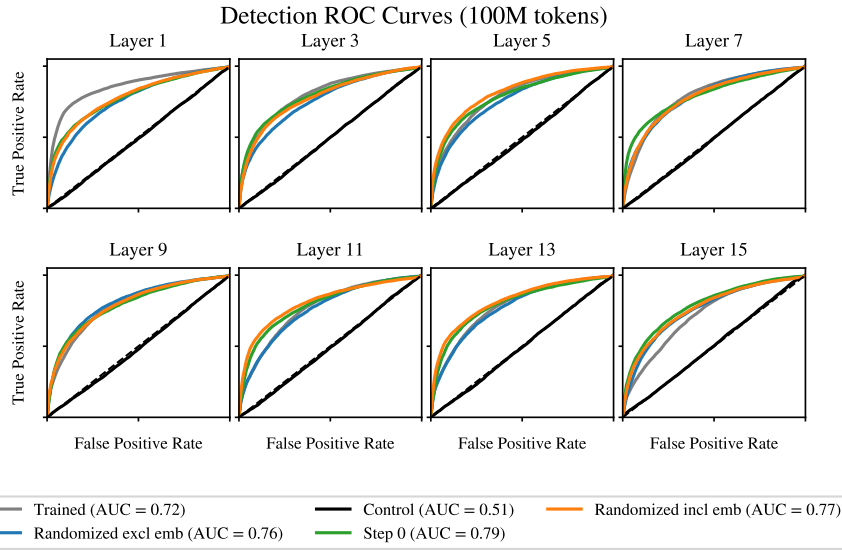 Detection ROC Curves (100M tokens)
Layer 1 Layer 3 Layer 5 Layer 7
True Positive Rate
Layer 9 Layer 11 Layer 13 Layer 15
True Positive Rate
False Positive Rate False Positive Rate False Positive Rate False Positive Rate
Trained (AUC = 0.72) Control (AUC = 0.51) Randomized incl emb (AUC = 0.77)
Randomized excl emb (AUC = 0.76) Step 0 (AUC = 0.79)